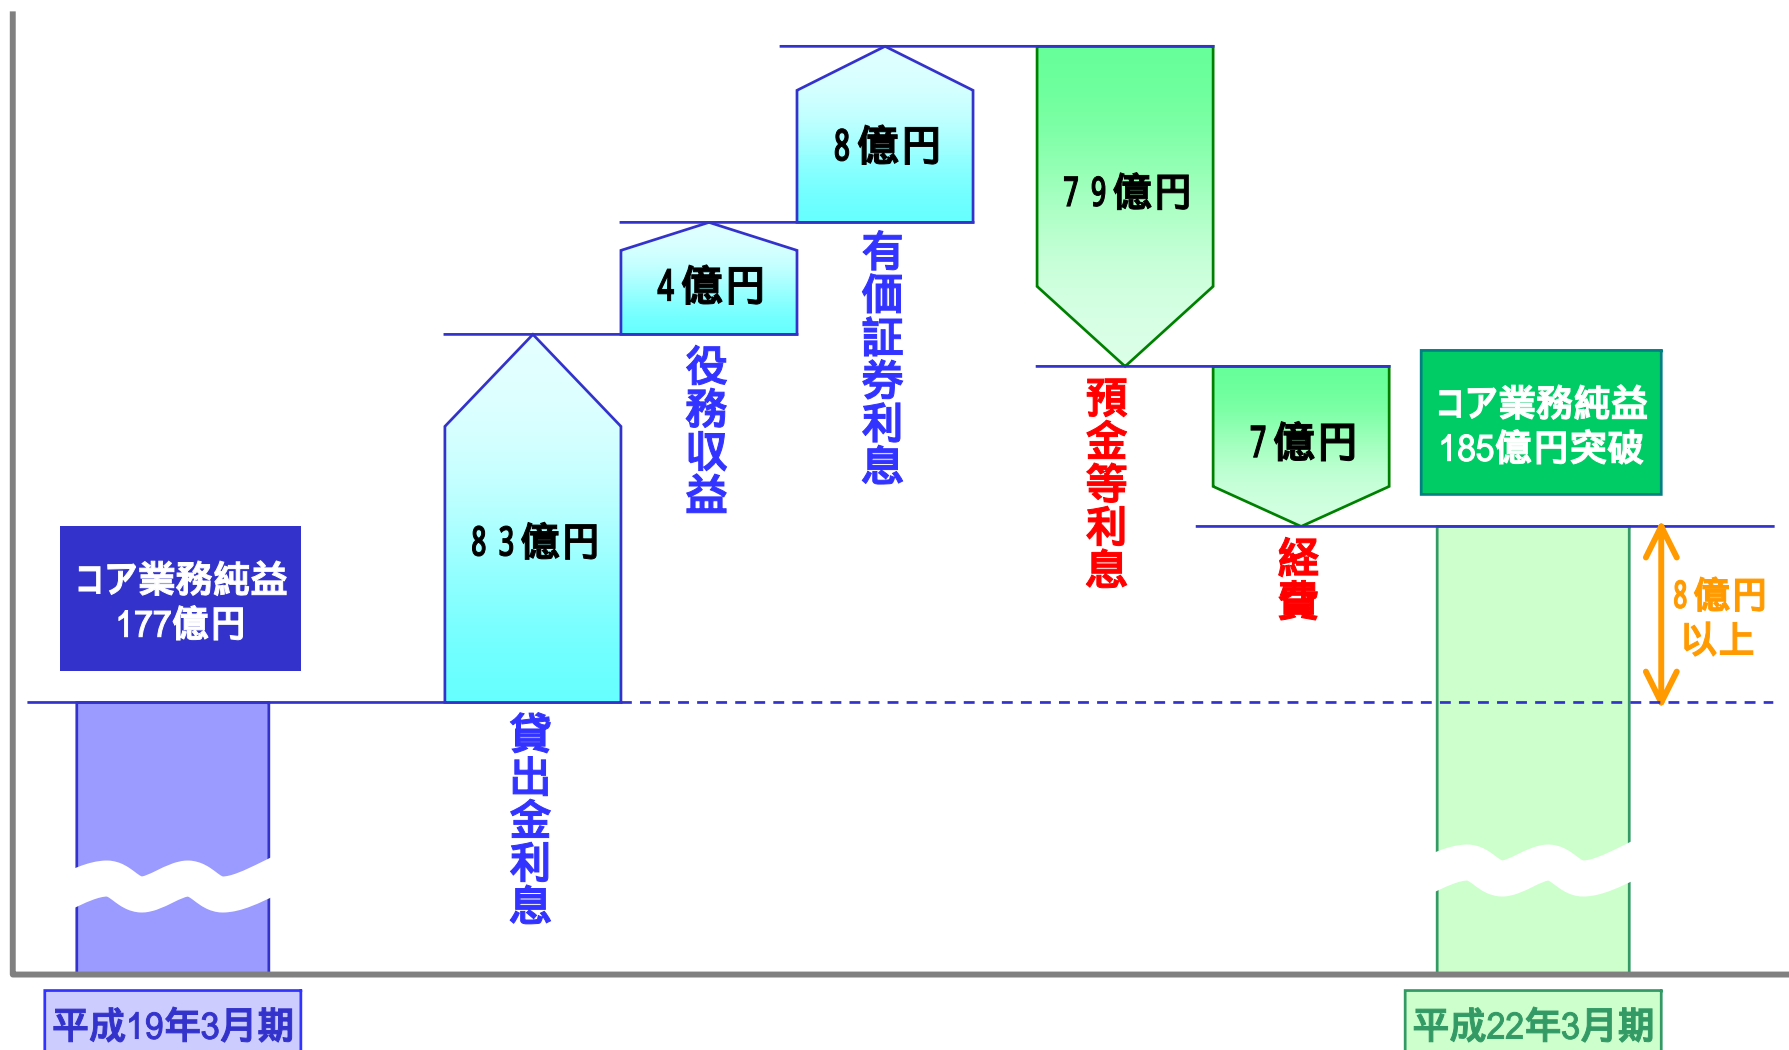 コア業務純益
177億円
平成19年3月期
83億円
貸出金利息
4億円
役務収益
8億円
有価証券利息
79億円
預金等利息
7億円
経費
コア業務純益
185億円突破
8億円
以上
平成22年3月期